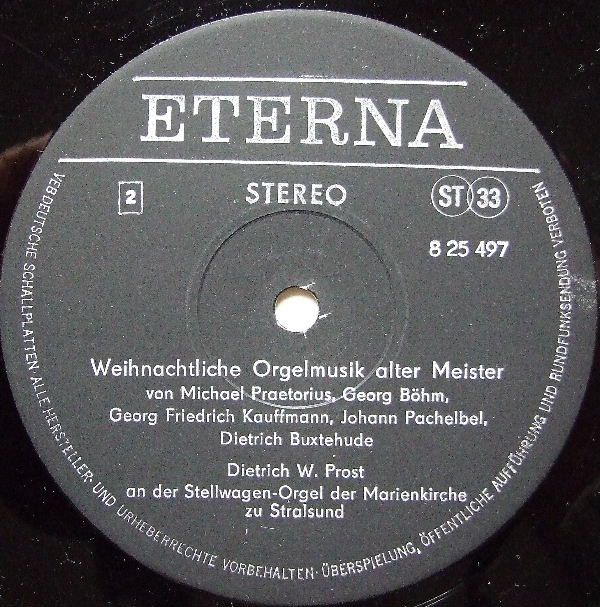 ETERNA
2 STEREO ST 33
8 25 497
Weihnachtliche Orgelmusik alter Meister
von Michael Praetorius, Georg Böhm,
Georg Friedrich Kauffmann, Johann Pachelbel,
Dietrich Buxtehude
Dietrich W. Prost
an der Stellwagen-Orgel der Marienkirche
zu Stralsund
VEB DEUTSCHE SCHALLPLATTEN · ALLE HERSTELLER- UND URHEBERRECHTE VORBEHALTEN · ÜBERSPIELUNG, ÖFFENTLICHE AUFFÜHRUNG UND RUNDFUNKSENDUNG VERBOTEN